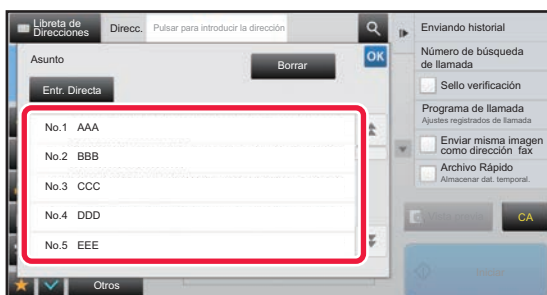 Libreta de
Direcciones
Direcc.
Pulsar para introducir la dirección
Asunto
Borrar
OK
Entr. Directa
No.1 AAA
No.2 BBB
No.3 CCC
No.4 DDD
No.5 EEE
Otros
Enviando historial
Número de búsqueda
de llamada
Sello verificación
Programa de llamada
Ajustes registrados de llamada
Enviar misma imagen
como dirección fax
Archivo Rápido
Almacenar dat. temporal.
CA